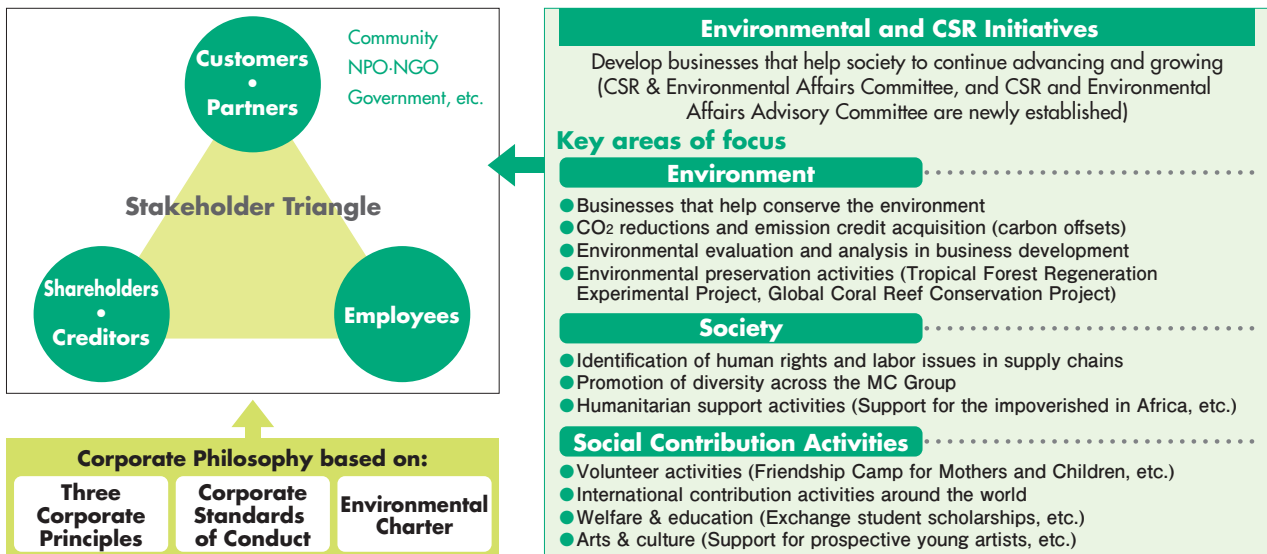 Customers
•
Partners
Community
NPO·NGO
Government, etc.
Stakeholder Triangle
Shareholders
•
Creditors
Employees
Corporate Philosophy based on:
Three
Corporate
Principles
Corporate
Standards
of Conduct
Environmental
Charter
Environmental and CSR Initiatives
Develop businesses that help society to continue advancing and growing
(CSR & Environmental Affairs Committee, and CSR and Environmental
Affairs Advisory Committee are newly established)
Key areas of focus
Environment
●Businesses that help conserve the environment
●CO2 reductions and emission credit acquisition (carbon offsets)
●Environmental evaluation and analysis in business development
●Environmental preservation activities (Tropical Forest Regeneration
Experimental Project, Global Coral Reef Conservation Project)
Society
●Identification of human rights and labor issues in supply chains
●Promotion of diversity across the MC Group
●Humanitarian support activities (Support for the impoverished in Africa, etc.)
Social Contribution Activities
●Volunteer activities (Friendship Camp for Mothers and Children, etc.)
●International contribution activities around the world
●Welfare & education (Exchange student scholarships, etc.)
●Arts & culture (Support for prospective young artists, etc.)